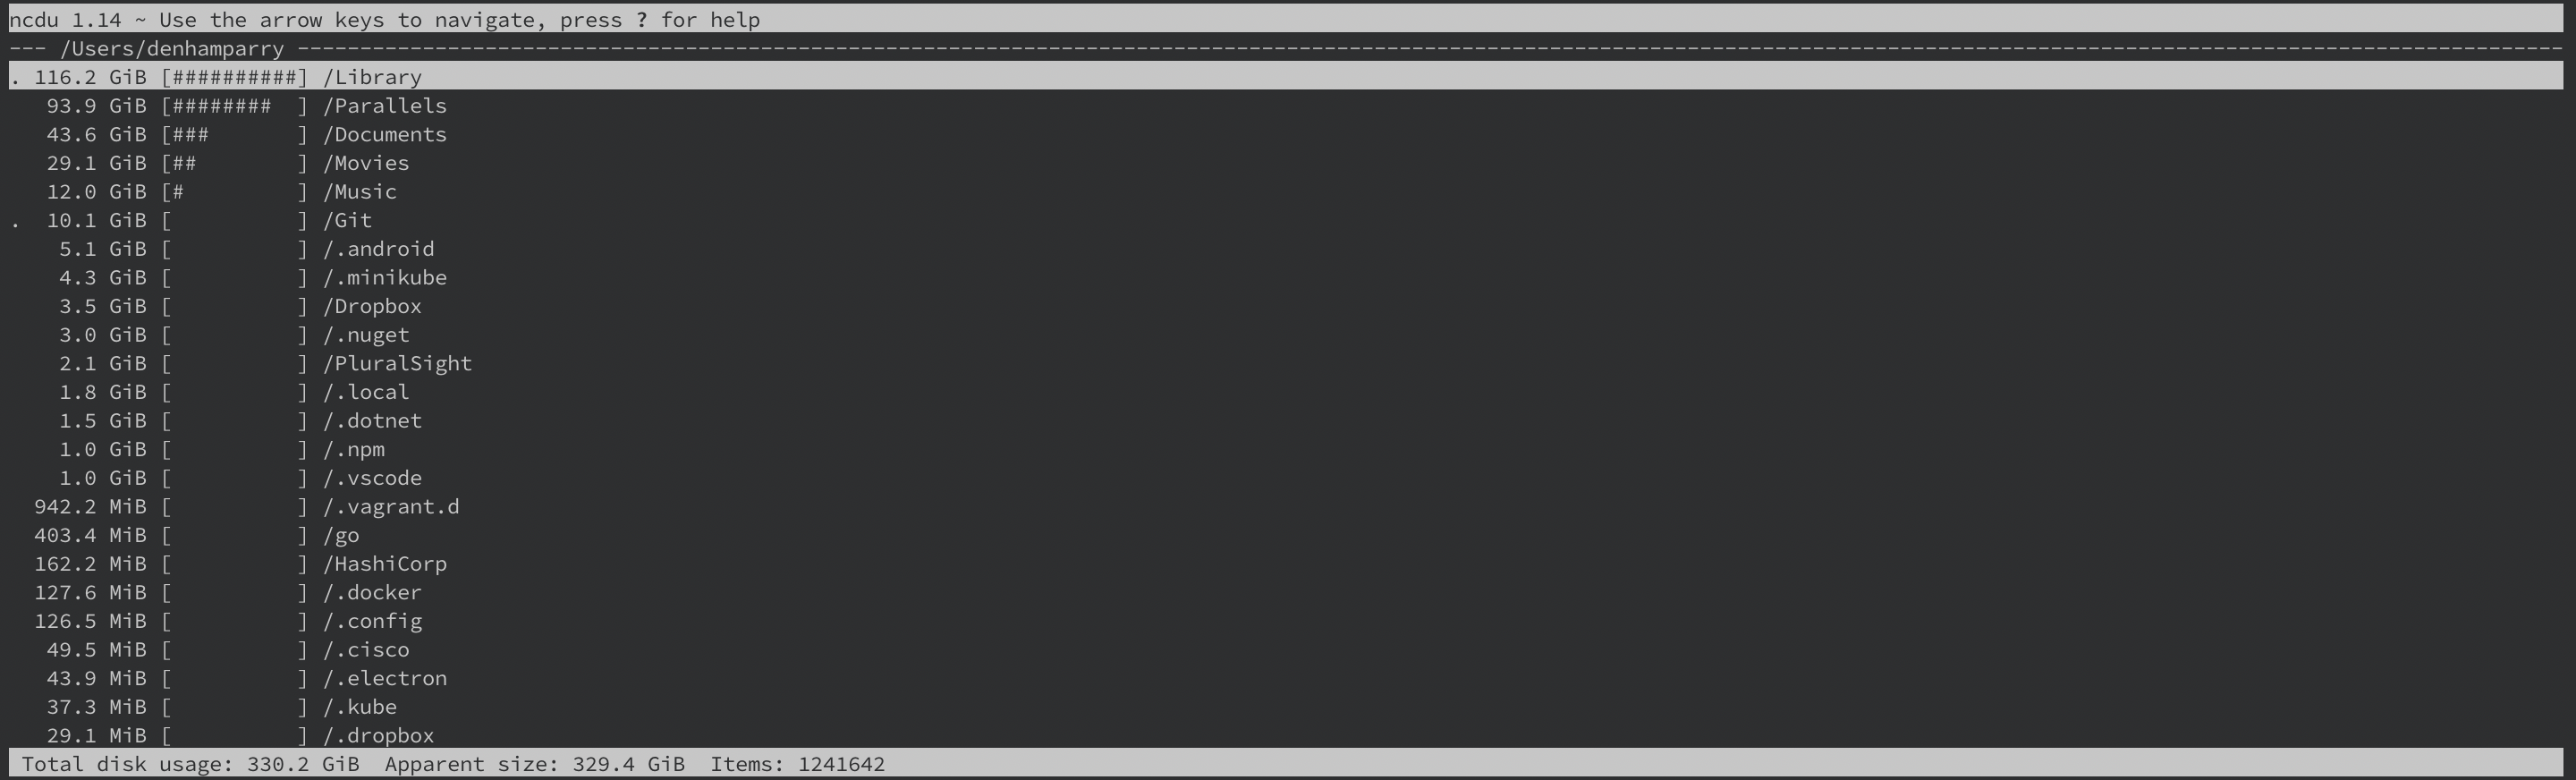 ncdu 1.14 ~ Use the arrow keys to navigate, press ? for help
--- /Users/denhamparry ---------------------------------------------------------------------------------------------------------------------------------------------------------------------------------------
. 116.2 GiB [##########] /Library
   93.9 GiB [########  ] /Parallels
   43.6 GiB [###       ] /Documents
   29.1 GiB [##        ] /Movies
   12.0 GiB [#         ] /Music
.  10.1 GiB [          ] /Git
    5.1 GiB [          ] /.android
    4.3 GiB [          ] /.minikube
    3.5 GiB [          ] /Dropbox
    3.0 GiB [          ] /.nuget
    2.1 GiB [          ] /PluralSight
    1.8 GiB [          ] /.local
    1.5 GiB [          ] /.dotnet
    1.0 GiB [          ] /.npm
    1.0 GiB [          ] /.vscode
  942.2 MiB [          ] /.vagrant.d
  403.4 MiB [          ] /go
  162.2 MiB [          ] /HashiCorp
  127.6 MiB [          ] /.docker
  126.5 MiB [          ] /.config
   49.5 MiB [          ] /.cisco
   43.9 MiB [          ] /.electron
   37.3 MiB [          ] /.kube
   29.1 MiB [          ] /.dropbox
 Total disk usage: 330.2 GiB  Apparent size: 329.4 GiB  Items: 1241642